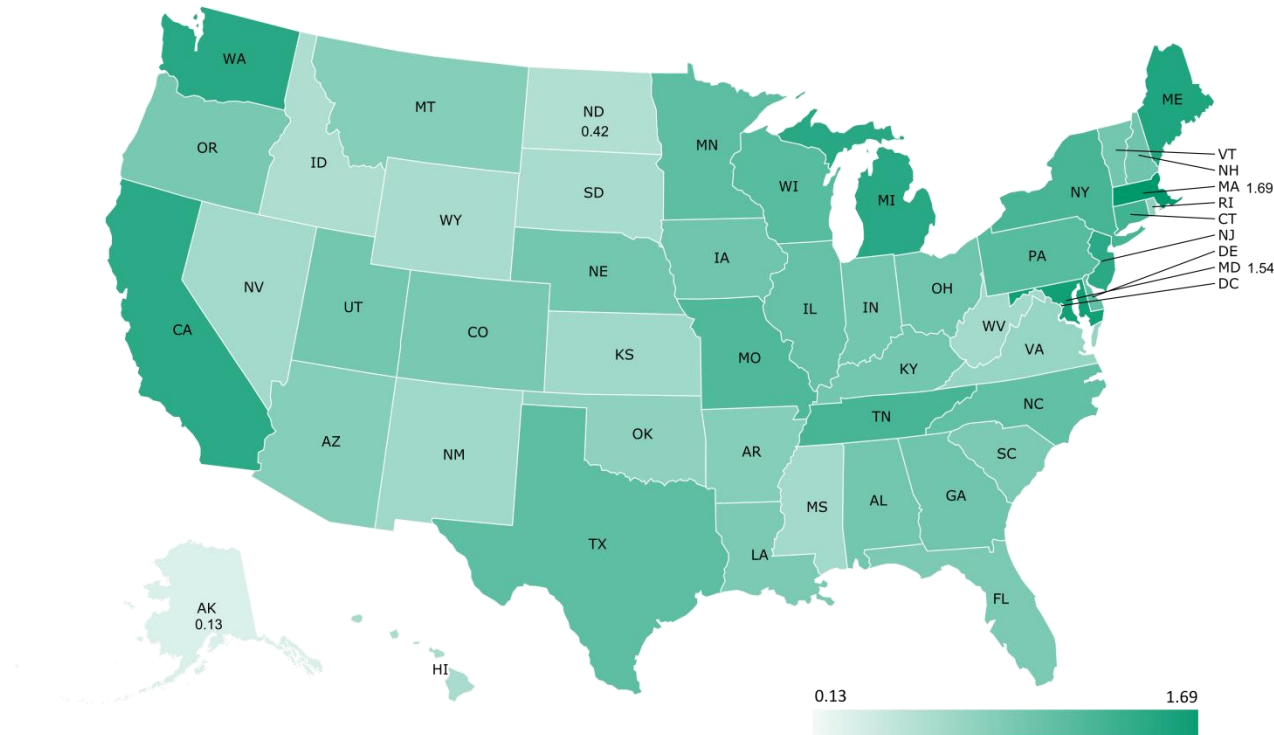 WA
MT
ND
0.42
MN
ME
OR
ID
SD
WI
MI
NY
VT
NH
MA 1.69
RI
CT
NJ
DE
MD 1.54
DC
WY
IA
PA
NE
NV
UT
CO
IL
IN
OH
CA
KS
MO
WV
VA
KY
AZ
NM
OK
AR
TN
NC
SC
MS
AL
GA
TX
LA
FL
AK
0.13
HI
0.13 1.69